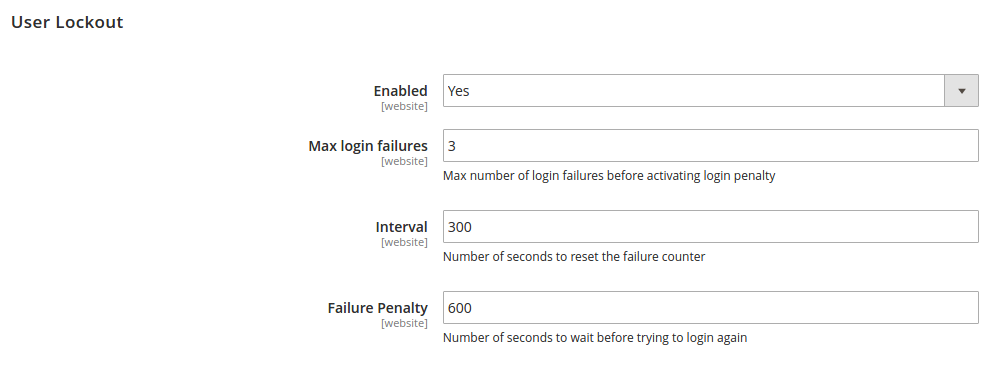 User Lockout
Enabled
[website]
Yes
Max login failures
[website]
3
Max number of login failures before activating login penalty
Interval
[website]
300
Number of seconds to reset the failure counter
Failure Penalty
[website]
600
Number of seconds to wait before trying to login again